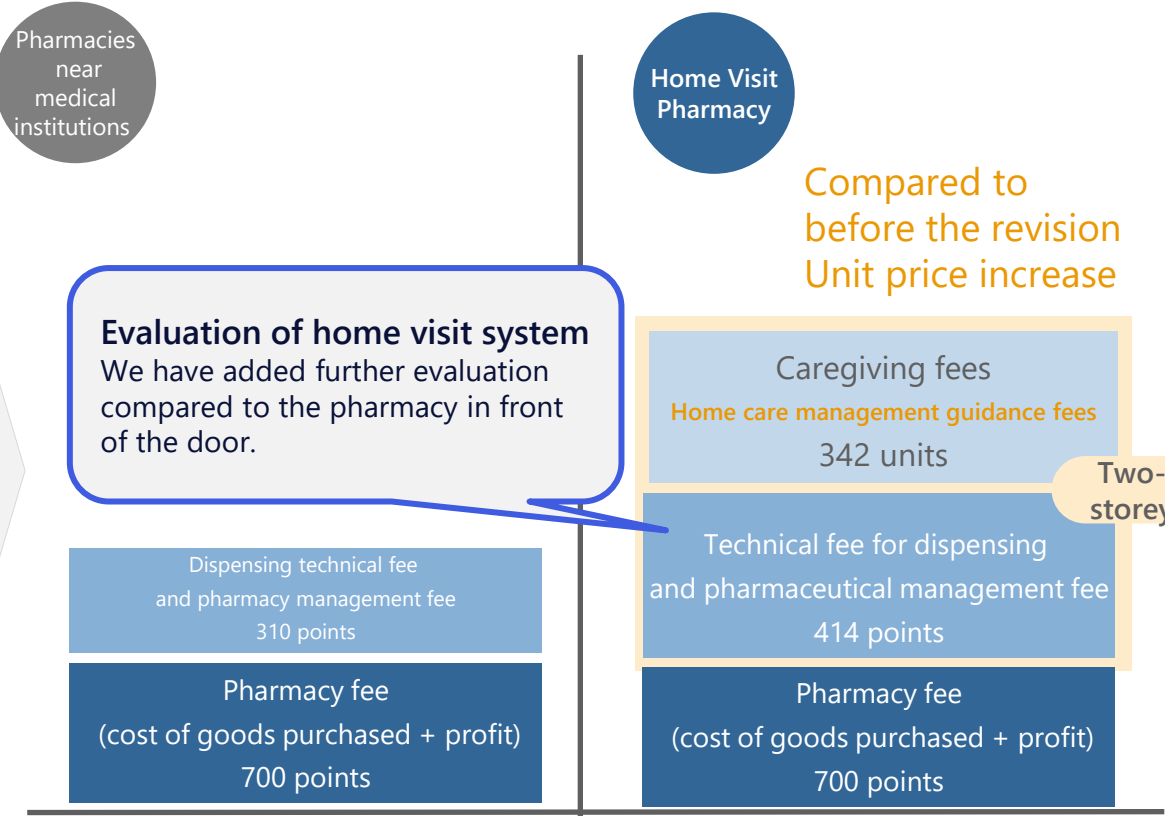 Pharmacies
near
medical
institutions
Home Visit
Pharmacy
Compared to
before the revision
Unit price increase
Evaluation of home visit system
We have added further evaluation
compared to the pharmacy in front
of the door.
Caregiving fees
Home care management guidance fees
342 units
Two-
storey
Technical fee for dispensing
and pharmaceutical management fee
414 points
Dispensing technical fee
and pharmacy management fee
310 points
Pharmacy fee
(cost of goods purchased + profit)
700 points
Pharmacy fee
(cost of goods purchased + profit)
700 points